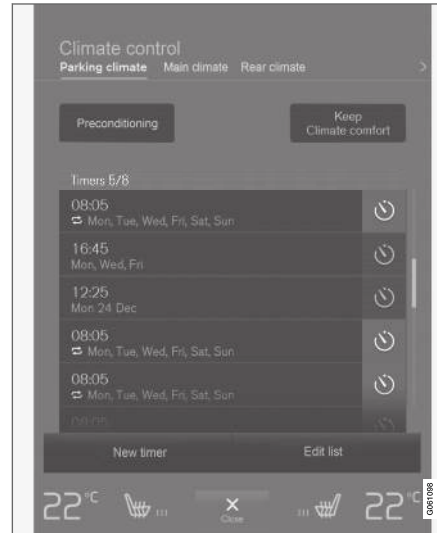 Climate control
Parking climate Main climate Rear climate
Preconditioning
Keep
Climate comfort
Timers 5/8
08:05
Mon, Tue, Wed, Fri, Sat, Sun
16:45
Mon, Wed, Fri
12:25
Mon 24 Dec
08:05
Mon, Tue, Wed, Fri, Sat, Sun
08:05
Mon, Tue, Wed, Fri, Sat, Sun
08:05
New timer Edit list
22°C 22°C
Close
G061098